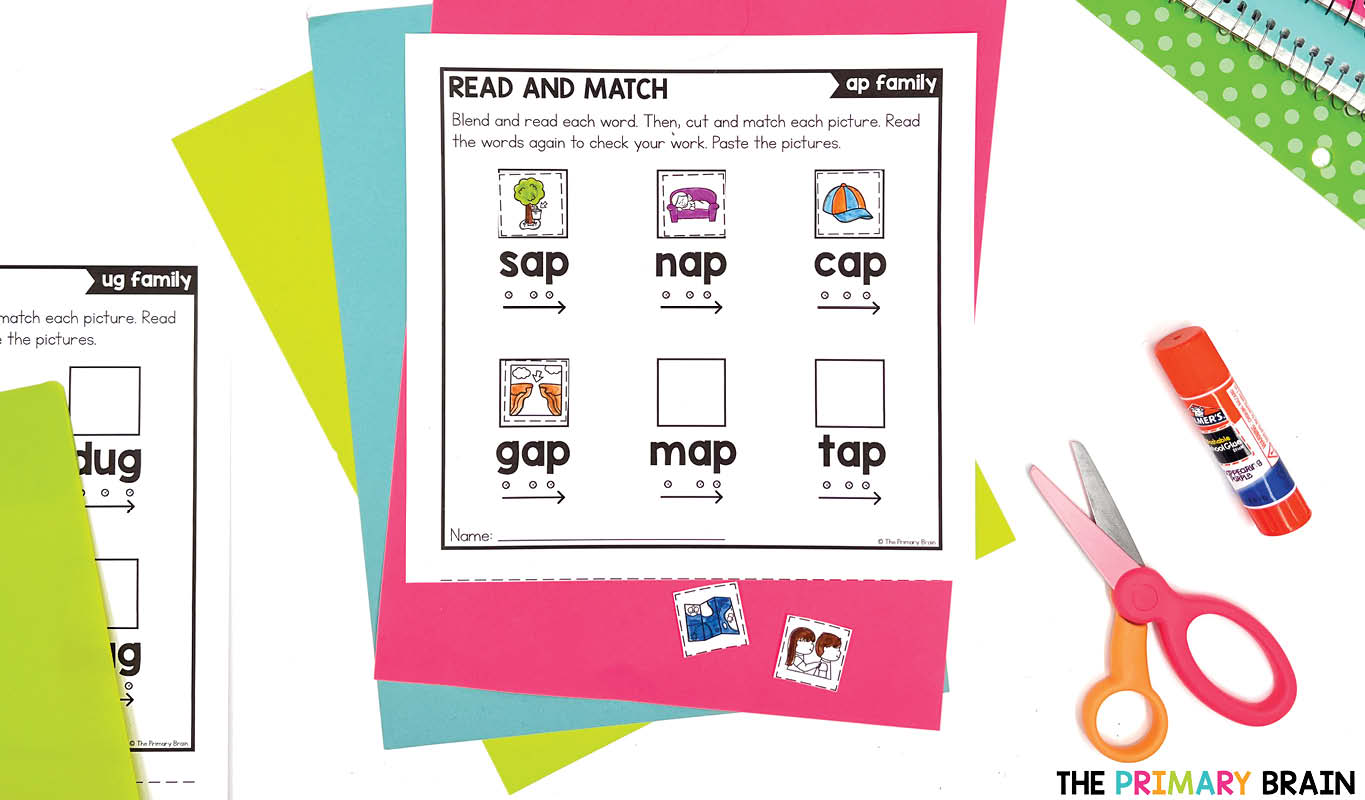 READ AND MATCH
ap family
Blend and read each word. Then, cut and match each picture. Read
the words again to check your work. Paste the pictures.
sap nap cap
gap map tap
Name:
© The Primary Brain
ug family
match each picture. Read
the pictures.
dug
© The Primary Brain
THE PRIMARY BRAIN